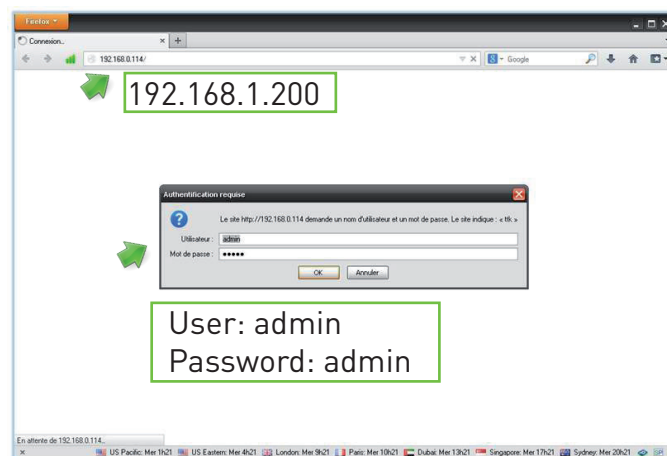 Firefox
Connexion..
192.168.0.114/
Google
192.168.1.200
Authentification requise
Le site http://192.168.0.114 demande un nom d'utilisateur et un mot de passe. Le site indique : « tlk »
Utilisateur :
admin
Mot de passe :
•••••
OK
Annuler
User: admin
Password: admin
En attente de 192.168.0.114...
US Pacific: Mer 1h21
US Eastern: Mer 4h21
London: Mer 9h21
Paris: Mer 10h21
Dubai: Mer 13h21
Singapore: Mer 17h21
Sydney: Mer 20h21